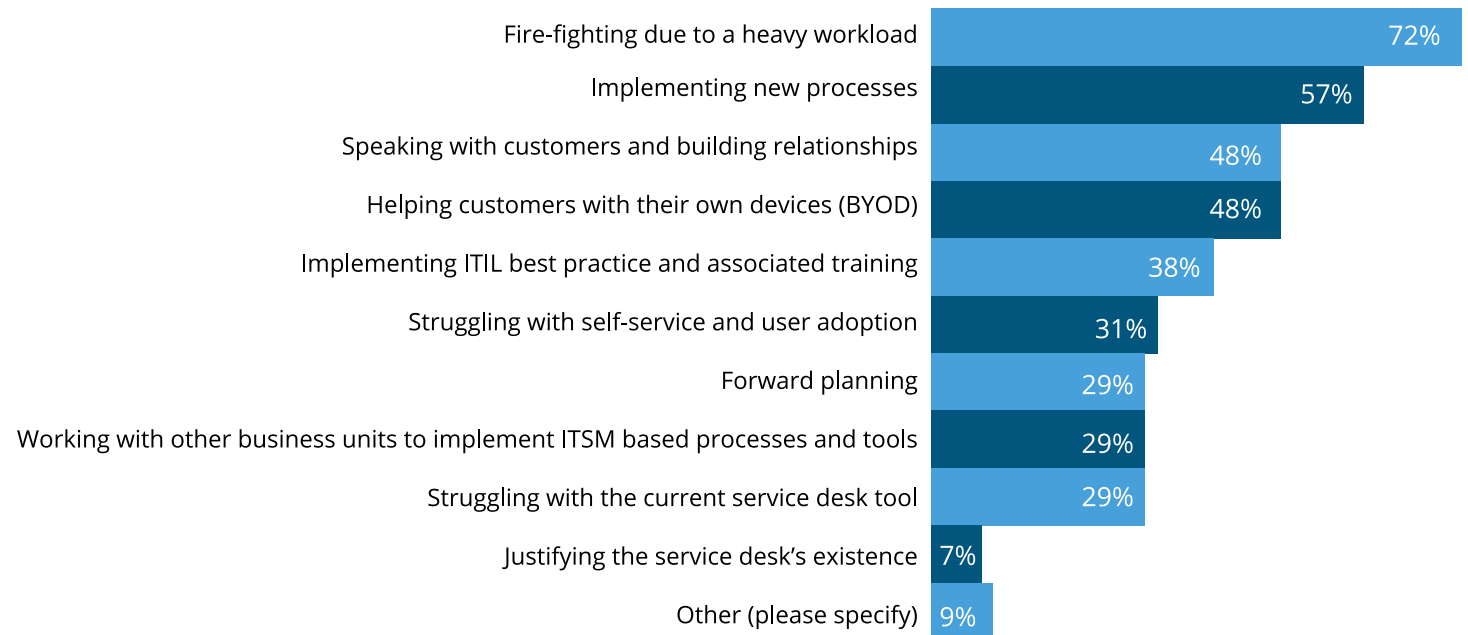 Fire-fighting due to a heavy workload 72%
Implementing new processes 57%
Speaking with customers and building relationships 48%
Helping customers with their own devices (BYOD) 48%
Implementing ITIL best practice and associated training 38%
Struggling with self-service and user adoption 31%
Forward planning 29%
Working with other business units to implement ITSM based processes and tools 29%
Struggling with the current service desk tool 29%
Justifying the service desk’s existence 7%
Other (please specify) 9%